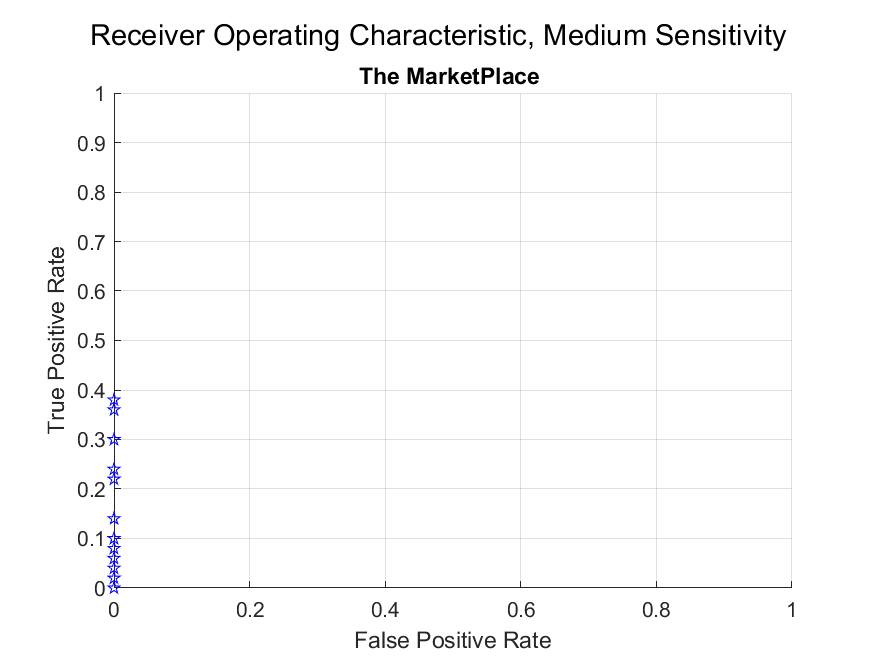 Receiver Operating Characteristic, Medium Sensitivity
The MarketPlace
1
0.9
0.8
0.7
0.6
0.5
0.4
0.3
0.2
0.1
0
True Positive Rate
0 0.2 0.4 0.6 0.8 1
False Positive Rate